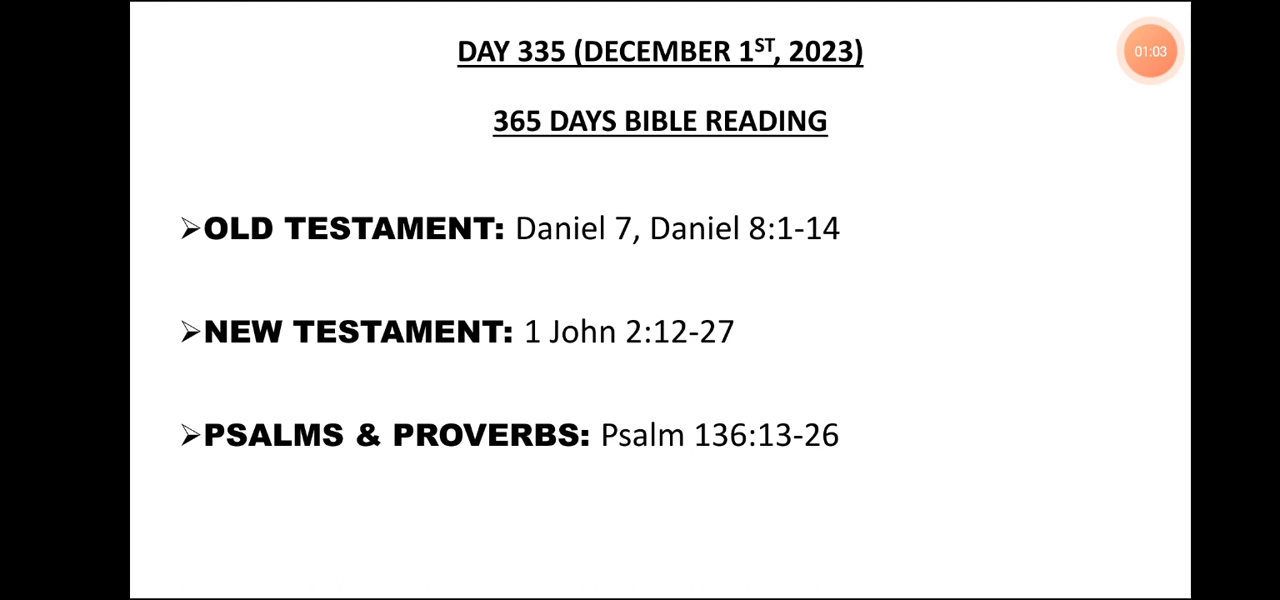 DAY 335 (DECEMBER 1ST, 2023)
01:03
365 DAYS BIBLE READING
➢OLD TESTAMENT: Daniel 7, Daniel 8:1-14
➢NEW TESTAMENT: 1 John 2:12-27
➢PSALMS & PROVERBS: Psalm 136:13-26